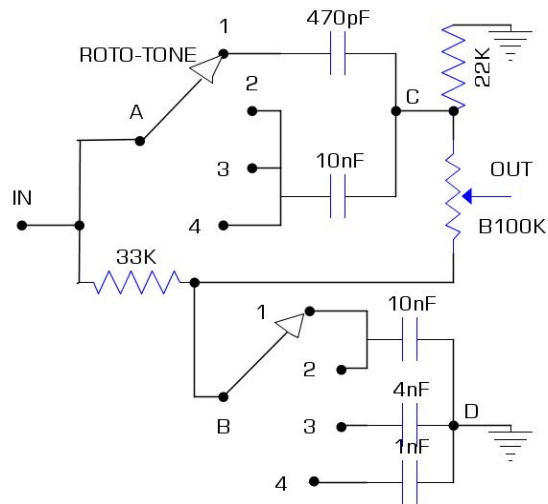 1
470pF
ROTO-TONE
22K
2
A
C
3
10nF
OUT
IN
4
B100K
33K
1
10nF
2
4nF
D
B
3
1nF
4